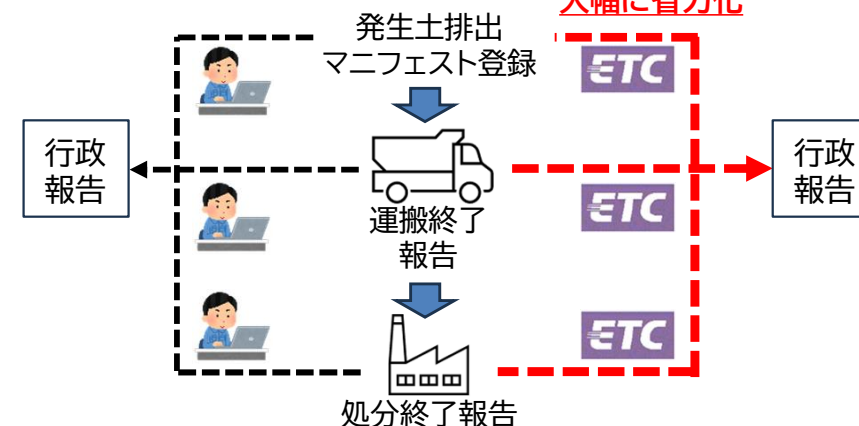 大幅に省力化
発生土排出
マニフェスト登録
ETC
行政
報告
行政
報告
運搬終了
報告
ETC
ETC
処分終了報告